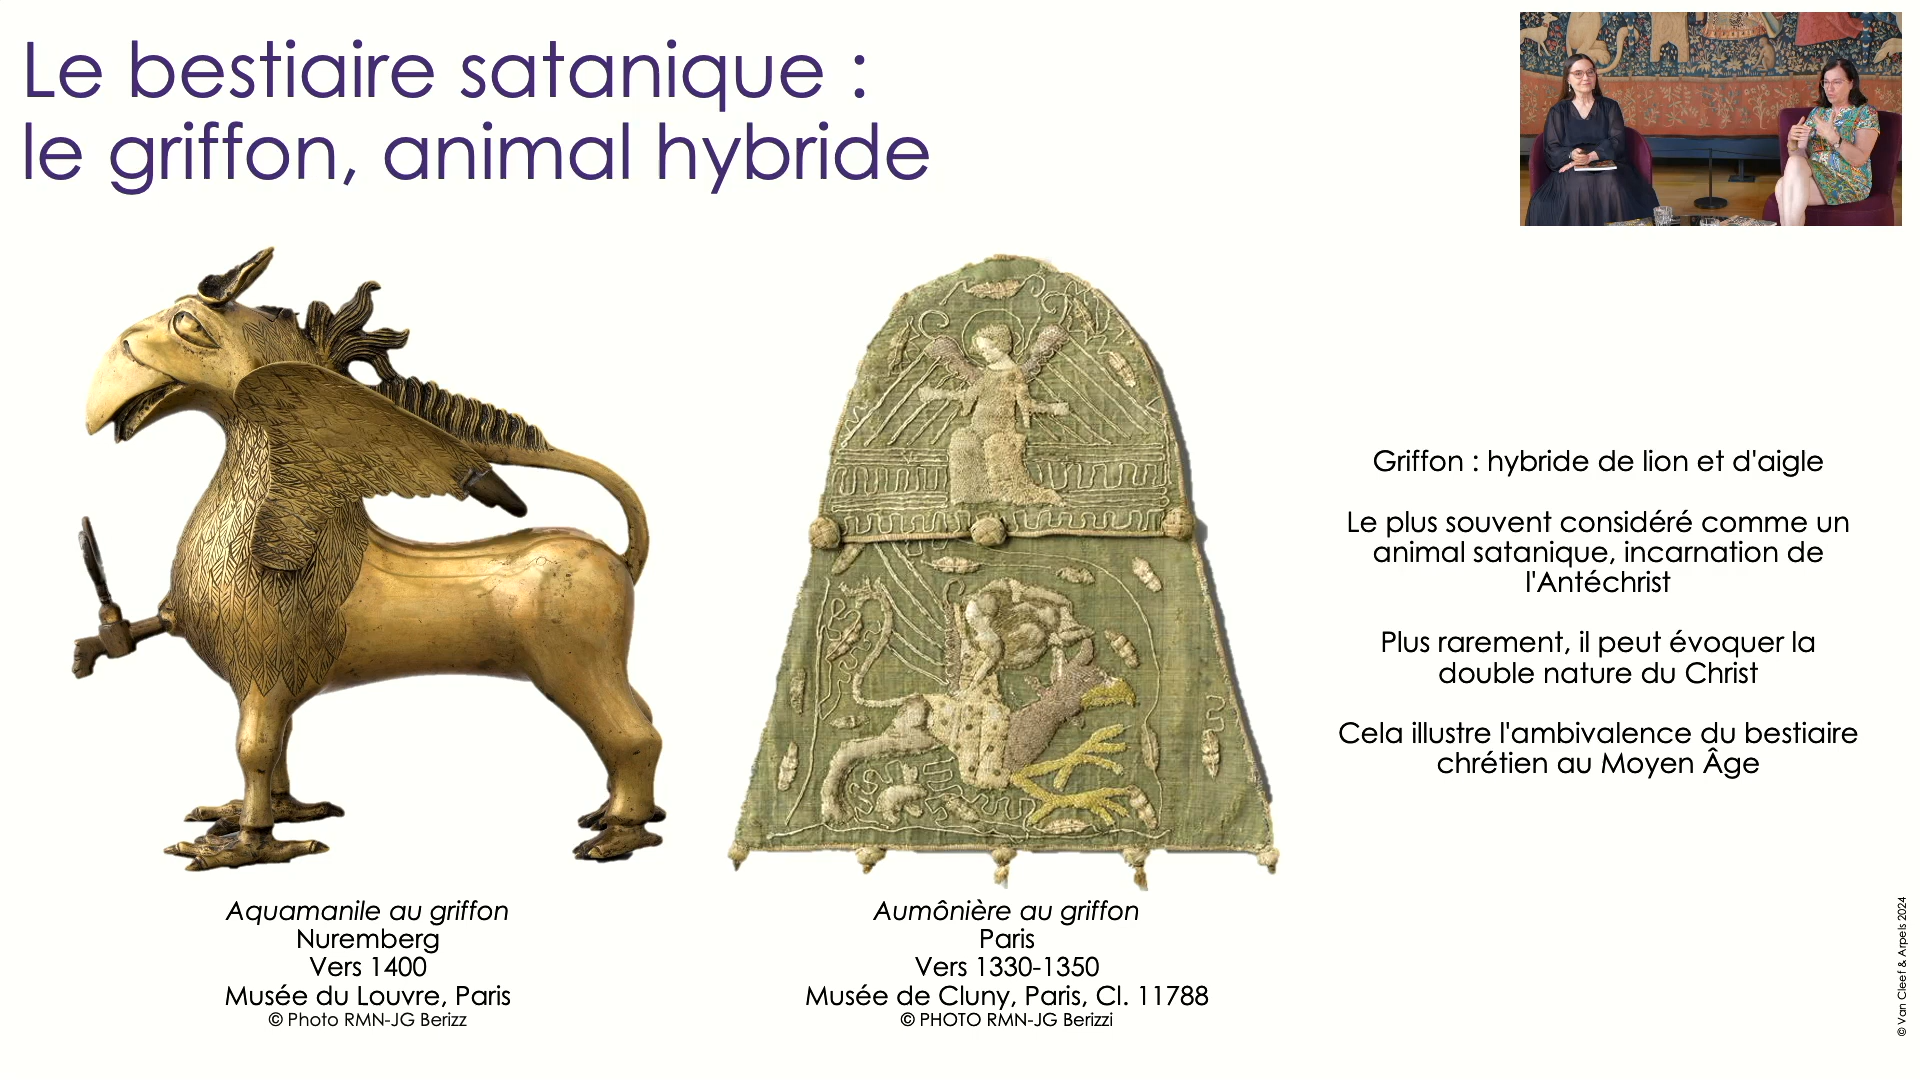 Le bestiaire satanique :
le griffon, animal hybride
Griffon : hybride de lion et d'aigle
Le plus souvent considéré comme un
animal satanique, incarnation de
l'Antéchrist
Plus rarement, il peut évoquer la
double nature du Christ
Cela illustre l'ambivalence du bestiaire
chrétien au Moyen Âge
Aquamanile au griffon
Nuremberg
Vers 1400
Musée du Louvre, Paris
© Photo RMN-JG Berizz
Aumônière au griffon
Paris
Vers 1330-1350
Musée de Cluny, Paris, Cl. 11788
© PHOTO RMN-JG Berizzi
© Van Cleef & Arpels 2024